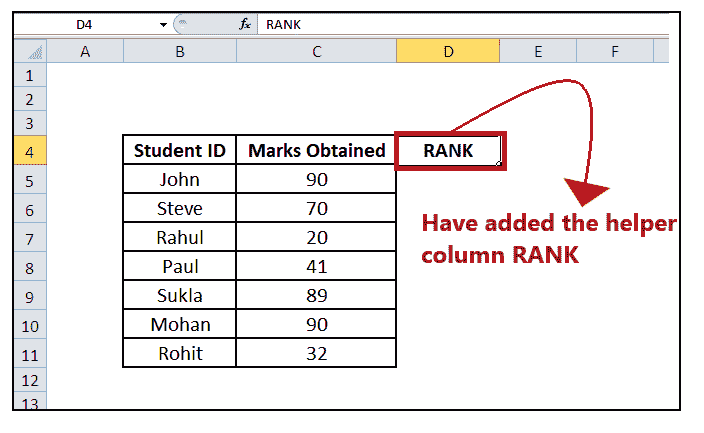 D4 fx RANK
A B C D E F
1
2
3
4 Student ID Marks Obtained RANK
5 John 90
6 Steve 70
7 Rahul 20
8 Paul 41
9 Sukla 89
10 Mohan 90
11 Rohit 32
12
13
Have added the helper
column RANK